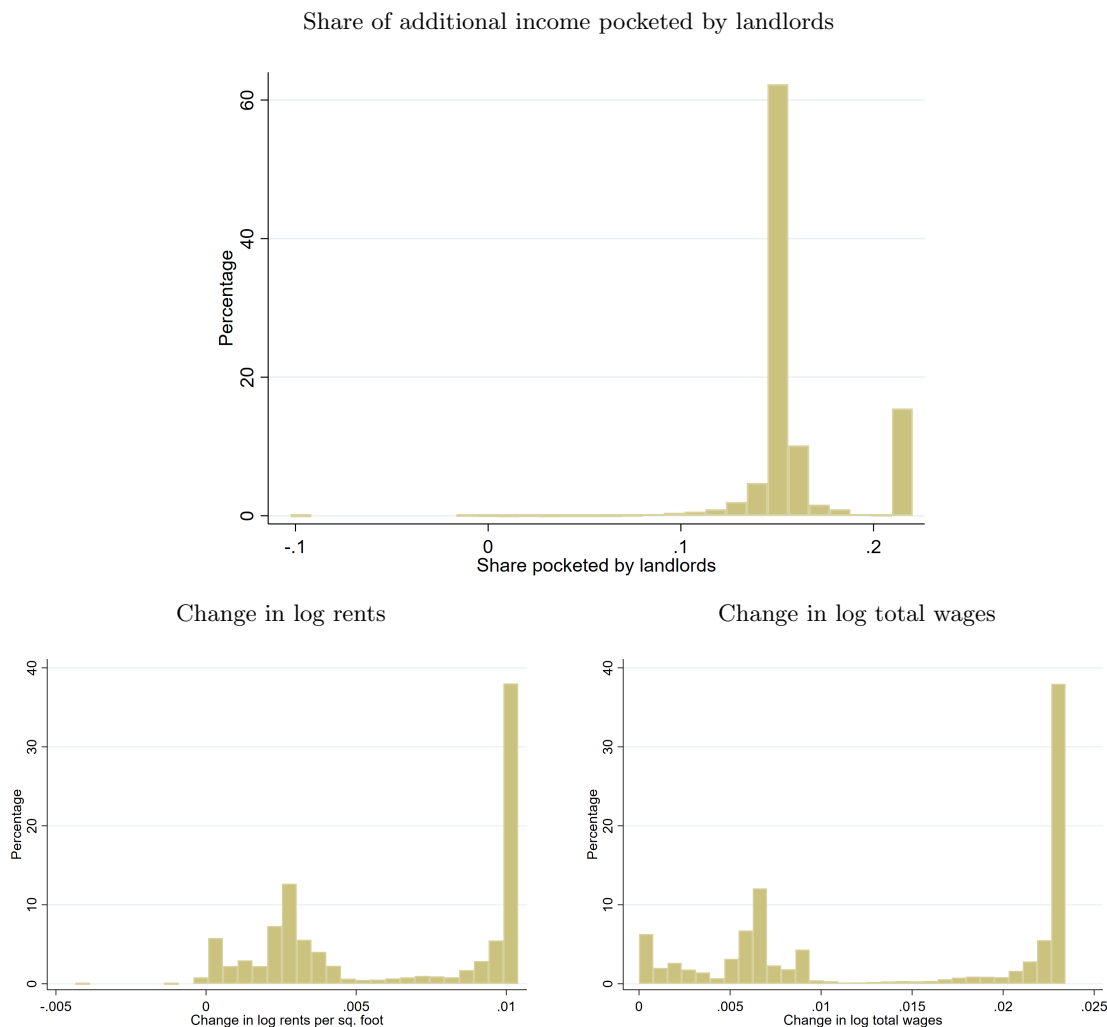 Share of additional income pocketed by landlords
60
40
20
0
Percentage
-.1 0 .1 .2
Share pocketed by landlords
Change in log rents
40
30
20
10
0
Percentage
-.005 0 .005 .01
Change in log rents per sq. foot
Change in log total wages
40
30
20
10
0
Percentage
0 .005 .01 .015 .02 .025
Change in log total wages